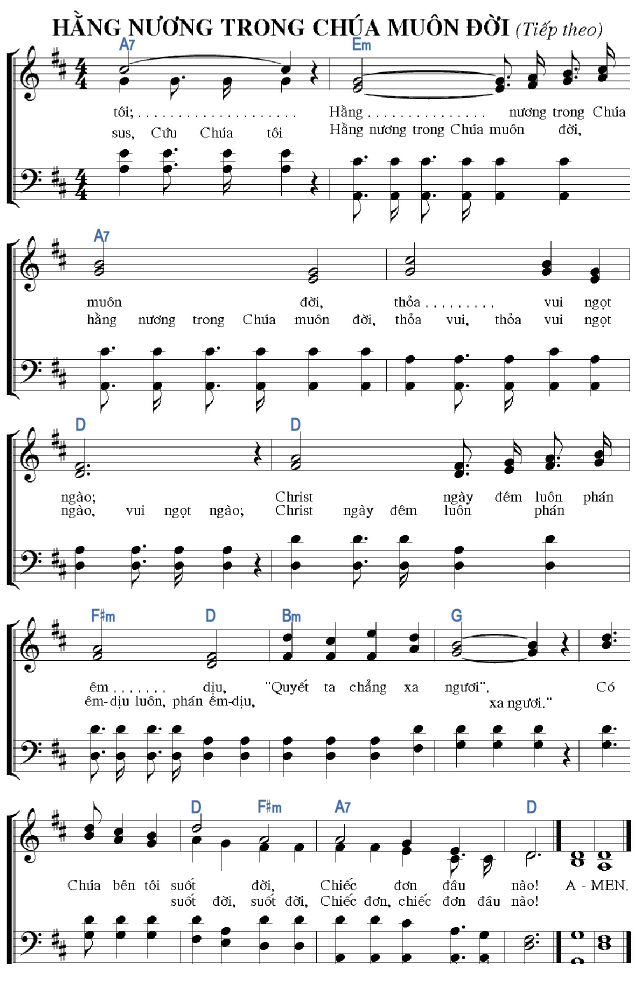 HẰNG NƯƠNG TRONG CHÚA MUÔN ĐỜI (Tiếp theo)
A7 Em
tôi; . . . . . . . . . . . . . . . . . . . . . Hằng . . . . . . . . . . . . . . . nương trong Chúa
sus, Cứu Chúa tôi Hằng nương trong Chúa muôn đời,
A7
muôn đời, thỏa . . . . . . . . . vui ngọt
hằng nương trong Chúa muôn đời, thỏa vui, thỏa vui ngọt
D D
ngào; Christ ngày đêm luôn phán
ngào, vui ngọt ngào; Christ ngày đêm luôn phán
F#m D Bm G
êm . . . . . . . dịu, "Quyết ta chẳng xa ngươi". Có
êm-dịu luôn, phán êm-dịu, xa ngươi."
D F#m A7 D
Chúa bên tôi suốt đời, Chiếc đơn đâu nào! A - MEN.
suốt đời, suốt đời, Chiếc đơn, chiếc đơn đâu nào!